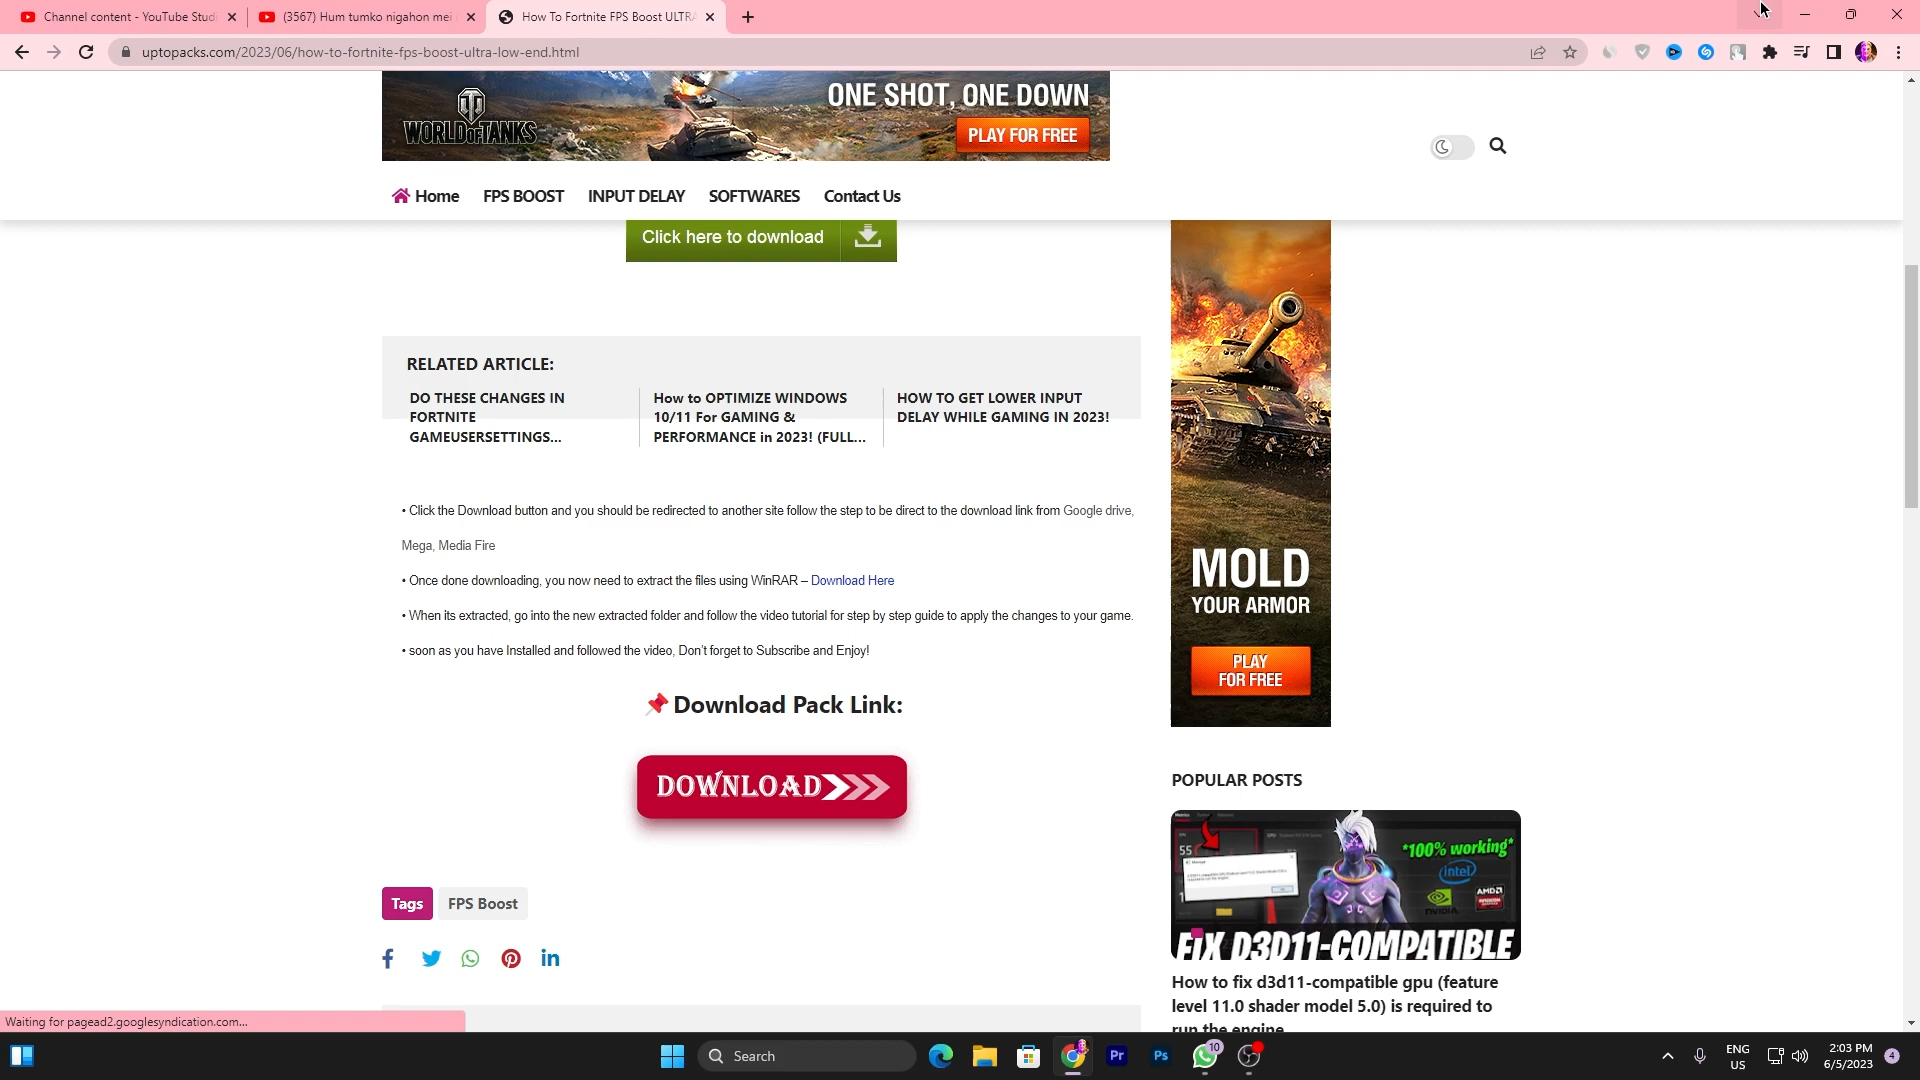 Channel content - YouTube Studi
(3567) Hum tumko nigahon mei
How To Fortnite FPS Boost ULTRA
uptopacks.com/2023/06/how-to-fortnite-fps-boost-ultra-low-end.html
WORLD OF TANKS
ONE SHOT, ONE DOWN
PLAY FOR FREE
Home
FPS BOOST
INPUT DELAY
SOFTWARES
Contact Us
Click here to download
RELATED ARTICLE:
DO THESE CHANGES IN
FORTNITE
GAMEUSERSETTINGS...
How to OPTIMIZE WINDOWS
10/11 For GAMING &
PERFORMANCE in 2023! (FULL...
HOW TO GET LOWER INPUT
DELAY WHILE GAMING IN 2023!
• Click the Download button and you should be redirected to another site follow the step to be direct to the download link from Google drive,
Mega, Media Fire
• Once done downloading, you now need to extract the files using WinRAR – Download Here
• When its extracted, go into the new extracted folder and follow the video tutorial for step by step guide to apply the changes to your game.
• soon as you have Installed and followed the video, Don't forget to Subscribe and Enjoy!
Download Pack Link:
DOWNLOAD
Tags
FPS Boost
MOLD
YOUR ARMOR
PLAY
FOR FREE
POPULAR POSTS
55
*100% working*
intel
NVIDIA
AMD
FIX D3D11-COMPATIBLE
How to fix d3d11-compatible gpu (feature
level 11.0 shader model 5.0) is required to
run the engine
Waiting for pagead2.googlesyndication.com...
Search
Pr
Ps
10
ENG
US
2:03 PM
6/5/2023
4